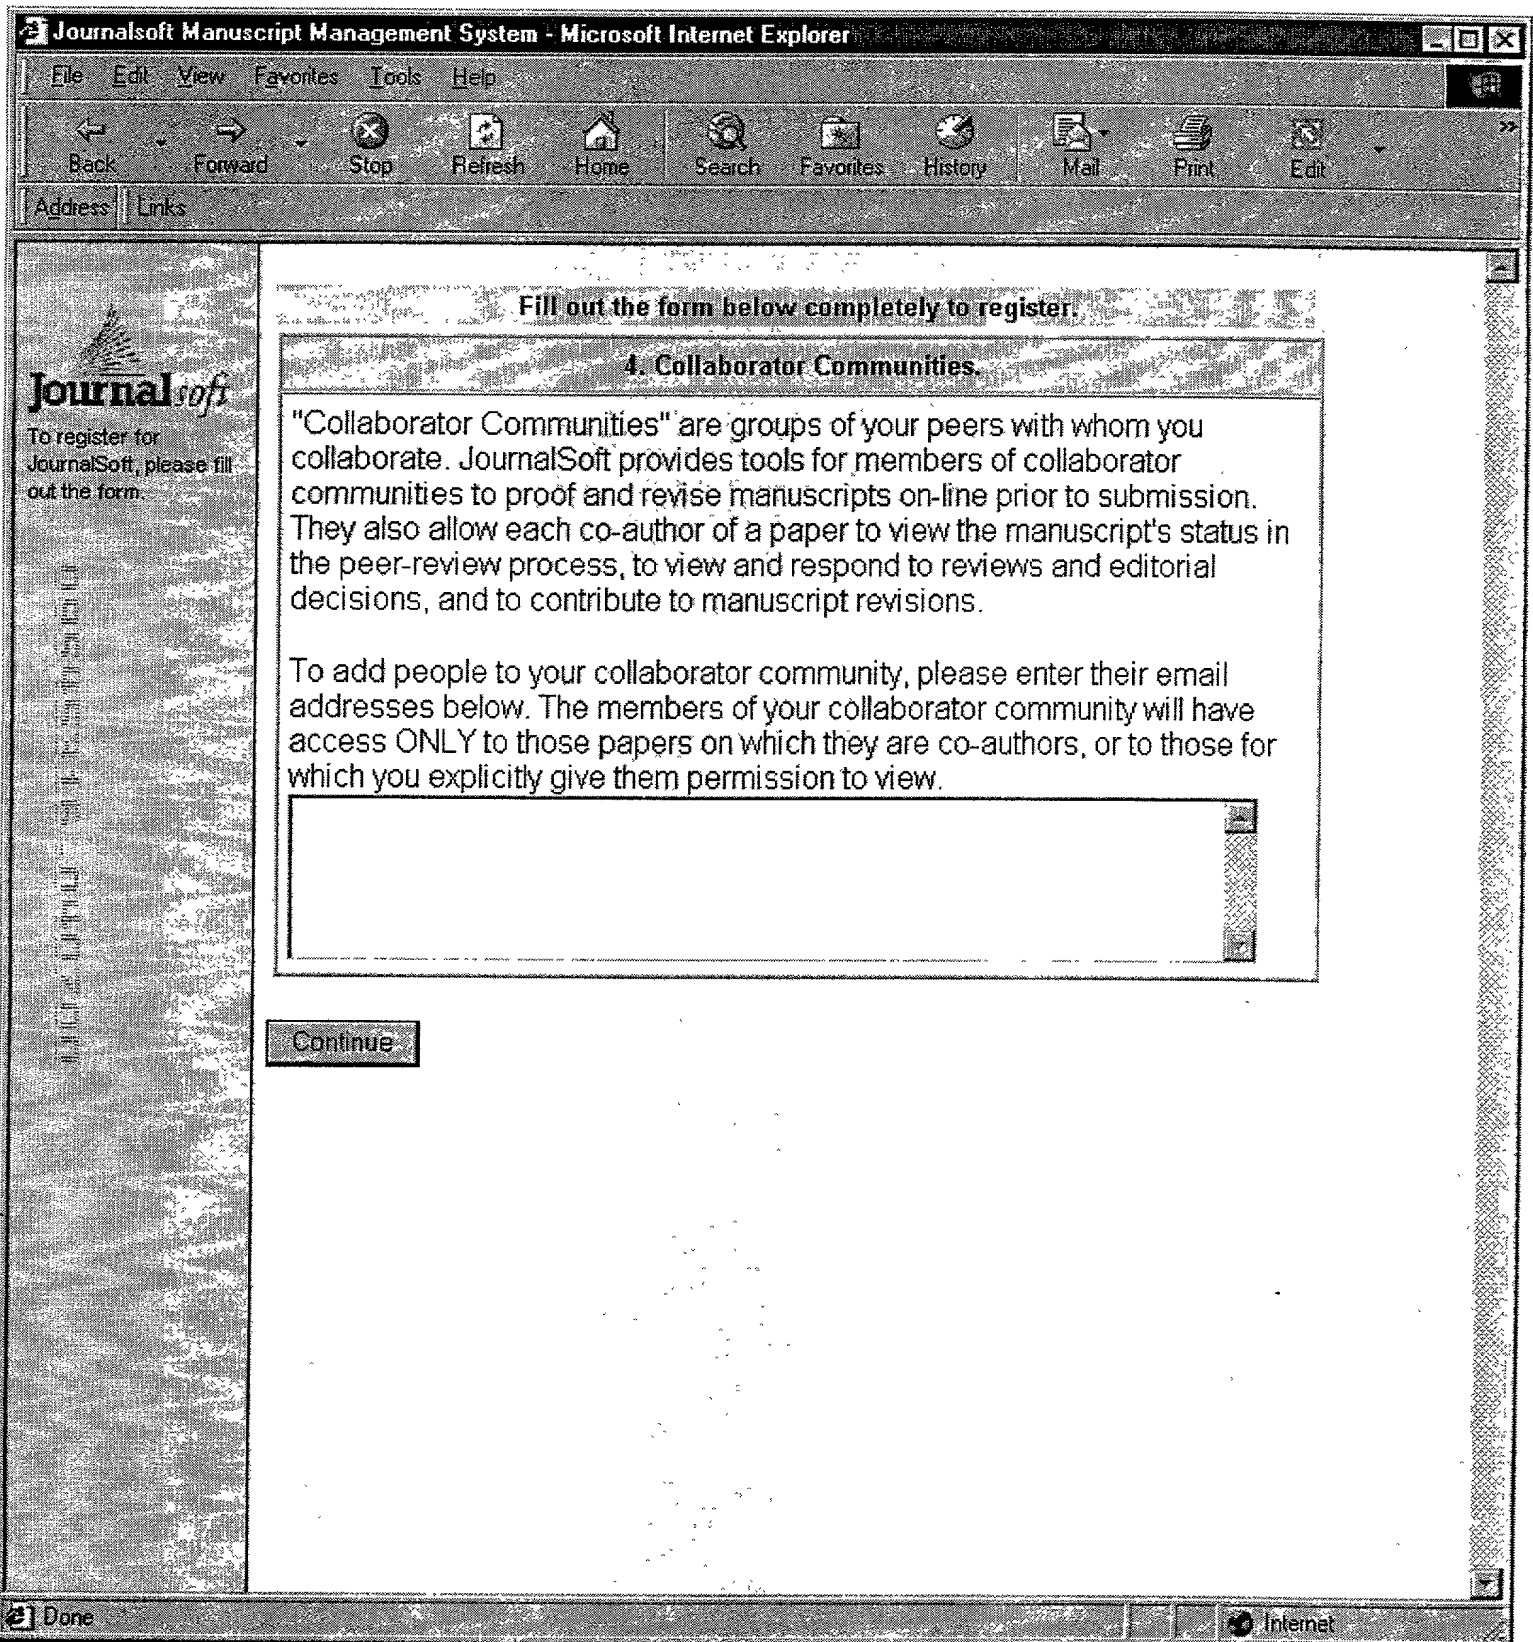 Journalsoft Manuscript Management System - Microsoft Internet Explorer
File Edit View Favorites Tools Help
Back Forward Stop Refresh Home Search Favorites History Mail Print Edit »
Address Links
Journalsoft
To register for
JournalSoft, please fill
out the form.
Fill out the form below completely to register.
4. Collaborator Communities.
"Collaborator Communities" are groups of your peers with whom you
collaborate. JournalSoft provides tools for members of collaborator
communities to proof and revise manuscripts on-line prior to submission.
They also allow each co-author of a paper to view the manuscript's status in
the peer-review process, to view and respond to reviews and editorial
decisions, and to contribute to manuscript revisions.
To add people to your collaborator community, please enter their email
addresses below. The members of your collaborator community will have
access ONLY to those papers on which they are co-authors, or to those for
which you explicitly give them permission to view.
Continue
Done
Internet